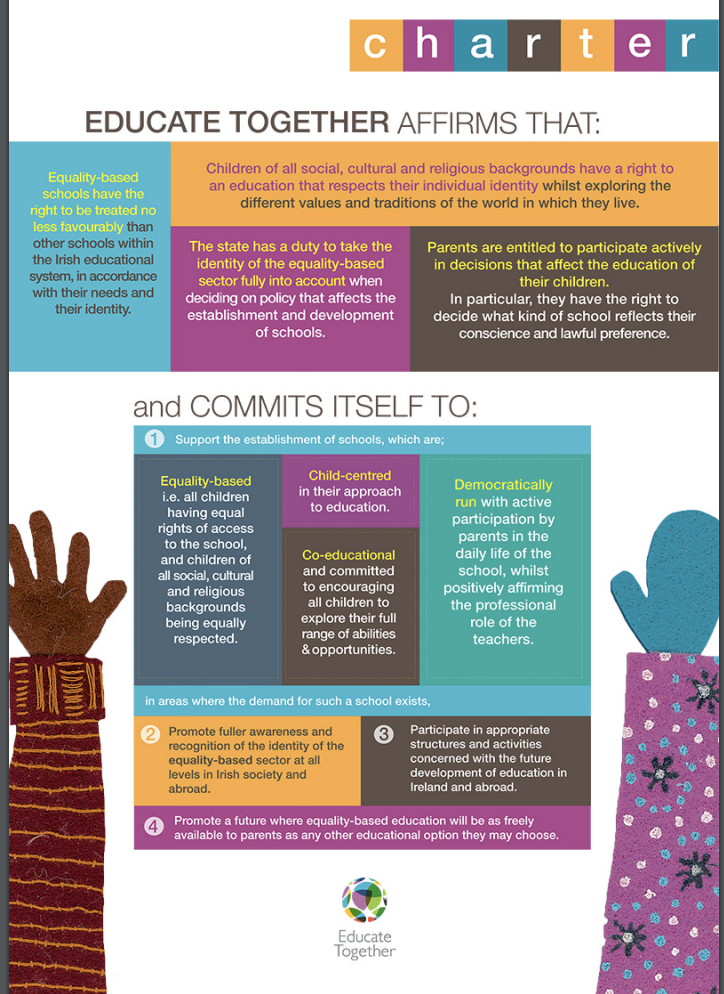 charter
EDUCATE TOGETHER AFFIRMS THAT:
Equality-based
schools have the
right to be treated no
less favourably than
other schools within
the Irish educational
system, in accordance
with their needs and
their identity.
Children of all social, cultural and religious backgrounds have a right to
an education that respects their individual identity whilst exploring the
different values and traditions of the world in which they live.
The state has a duty to take the
identity of the equality-based
sector fully into account when
deciding on policy that affects the
establishment and development
of schools.
Parents are entitled to participate actively
in decisions that affect the education of
their children.
In particular, they have the right to
decide what kind of school reflects their
conscience and lawful preference.
and COMMITS ITSELF TO:
1 Support the establishment of schools, which are;
Equality-based
i.e. all children
having equal
rights of access
to the school,
and children of
all social, cultural
and religious
backgrounds
being equally
respected.
Child-centred
in their approach
to education.
Co-educational
and committed
to encouraging
all children to
explore their full
range of abilities
& opportunities.
Democratically
run with active
participation by
parents in the
daily life of the
school, whilst
positively affirming
the professional
role of the
teachers.
in areas where the demand for such a school exists,
2 Promote fuller awareness and
recognition of the identity of the
equality-based sector at all
levels in Irish society and
abroad.
3 Participate in appropriate
structures and activities
concerned with the future
development of education in
Ireland and abroad.
4 Promote a future where equality-based education will be as freely
available to parents as any other educational option they may choose.
Educate
Together